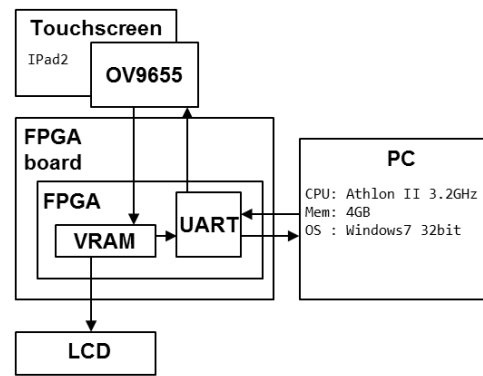 Touchscreen
IPad2
OV9655
FPGA
board
FPGA
VRAM
UART
LCD
PC
CPU: Athlon II 3.2GHz
Mem: 4GB
OS : Windows7 32bit